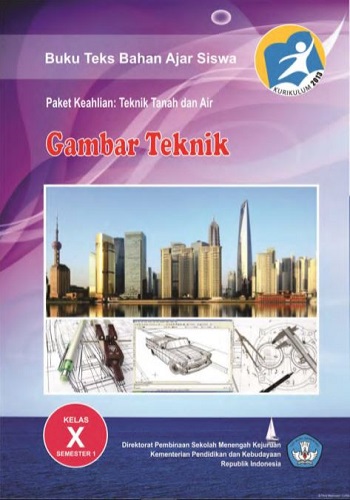 Buku Teks Bahan Ajar Siswa
KURIKULUM 2013
Paket Keahlian: Teknik Tanah dan Air
Gambar Teknik
KELAS
X
SEMESTER 1
Direktorat Pembinaan Sekolah Menengah Kejuruan
Kementerian Pendidikan dan Kebudayaan
Republik Indonesia